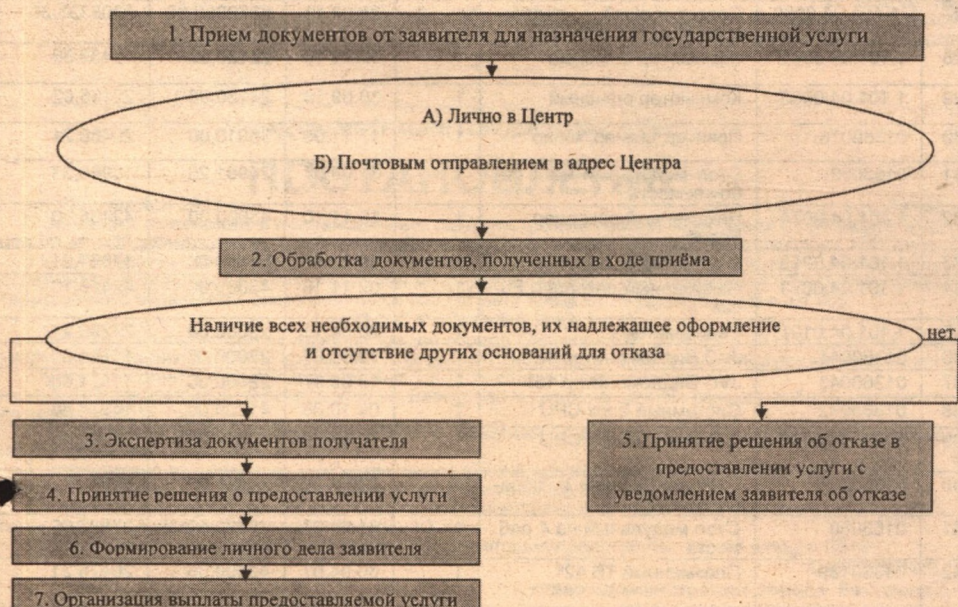 1. Прием документов от заявителя для назначения государственной услуги
А) Лично в Центр
Б) Почтовым отправлением в адрес Центра
2. Обработка документов, полученных в ходе приёма
Наличие всех необходимых документов, их надлежащее оформление
и отсутствие других оснований для отказа
нет
3. Экспертиза документов получателя
5. Принятие решения об отказе в
предоставлении услуги с
уведомлением заявителя об отказе
4. Принятие решения о предоставлении услуги
6. Формирование личного дела заявителя
7. Организация выплаты предоставляемой услуги